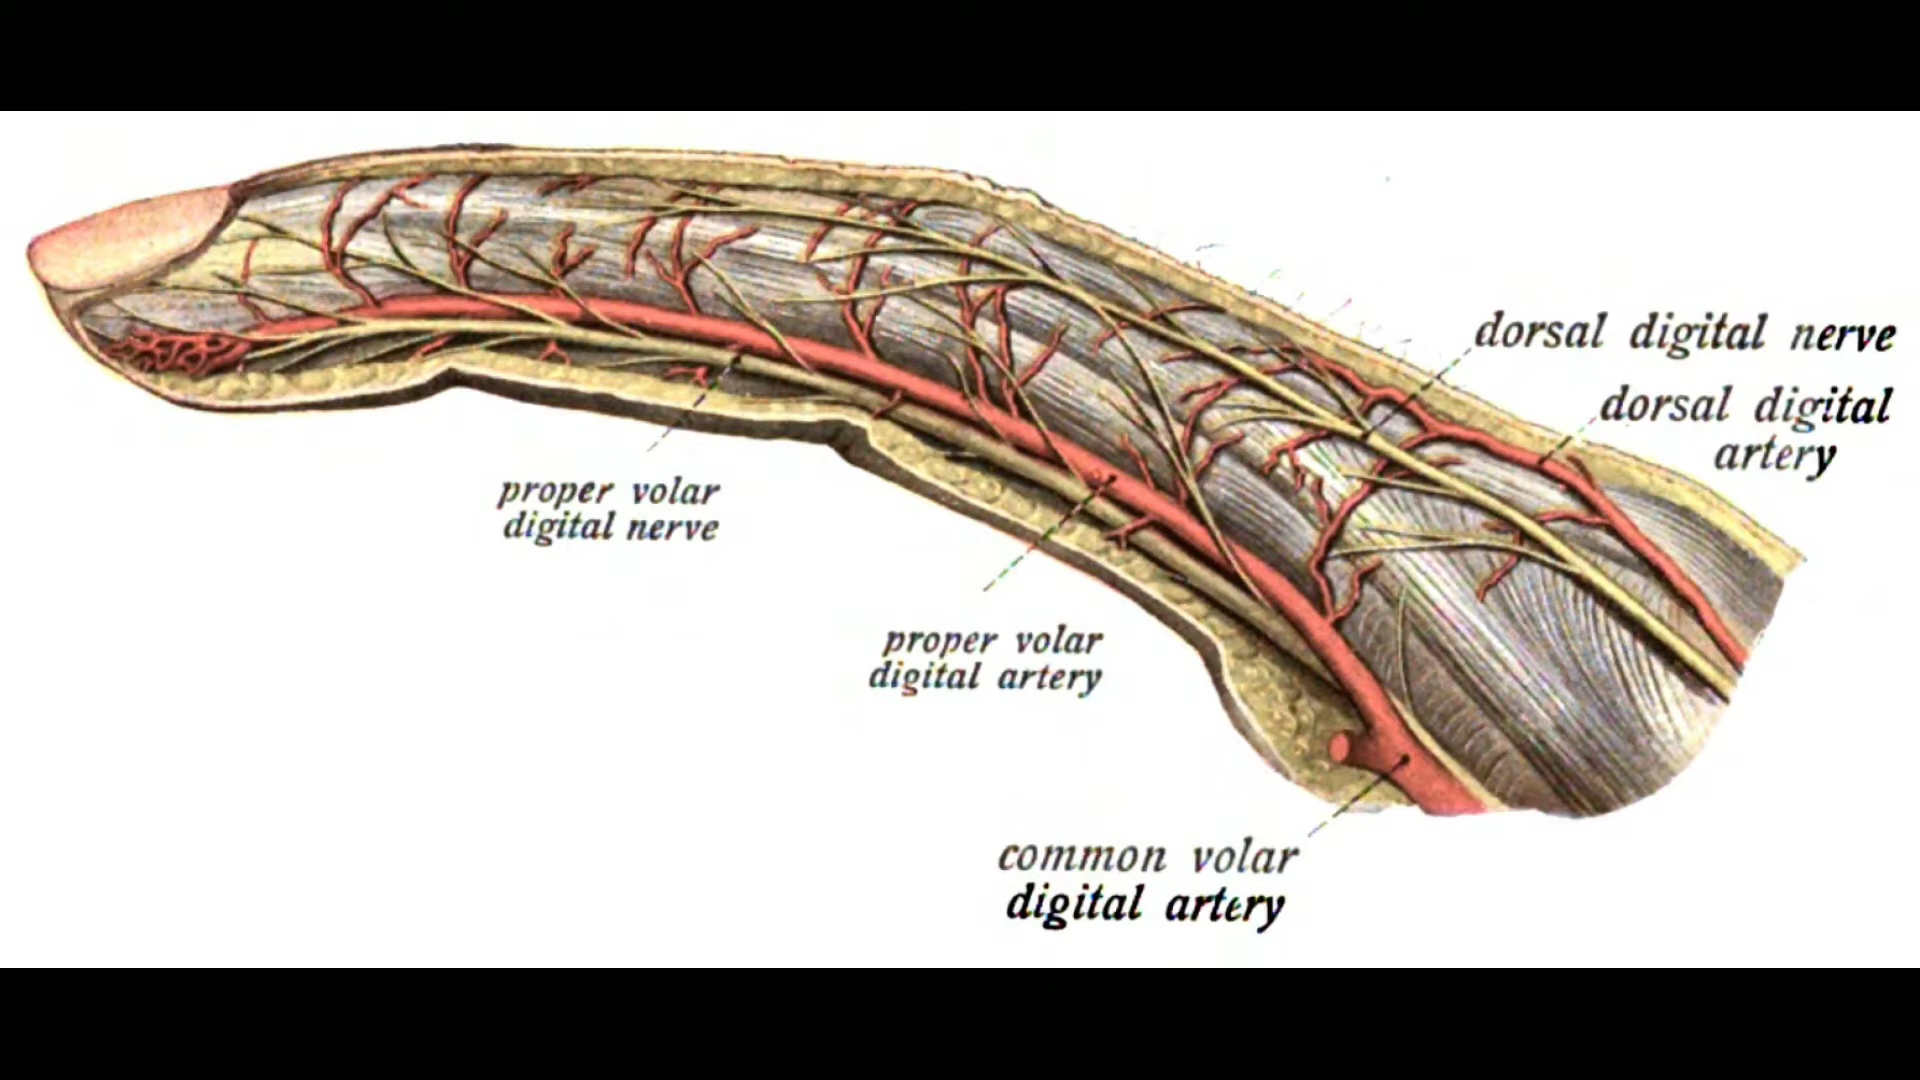 dorsal digital nerve
dorsal digital
artery
proper volar
digital nerve
proper volar
digital artery
common volar
digital artery